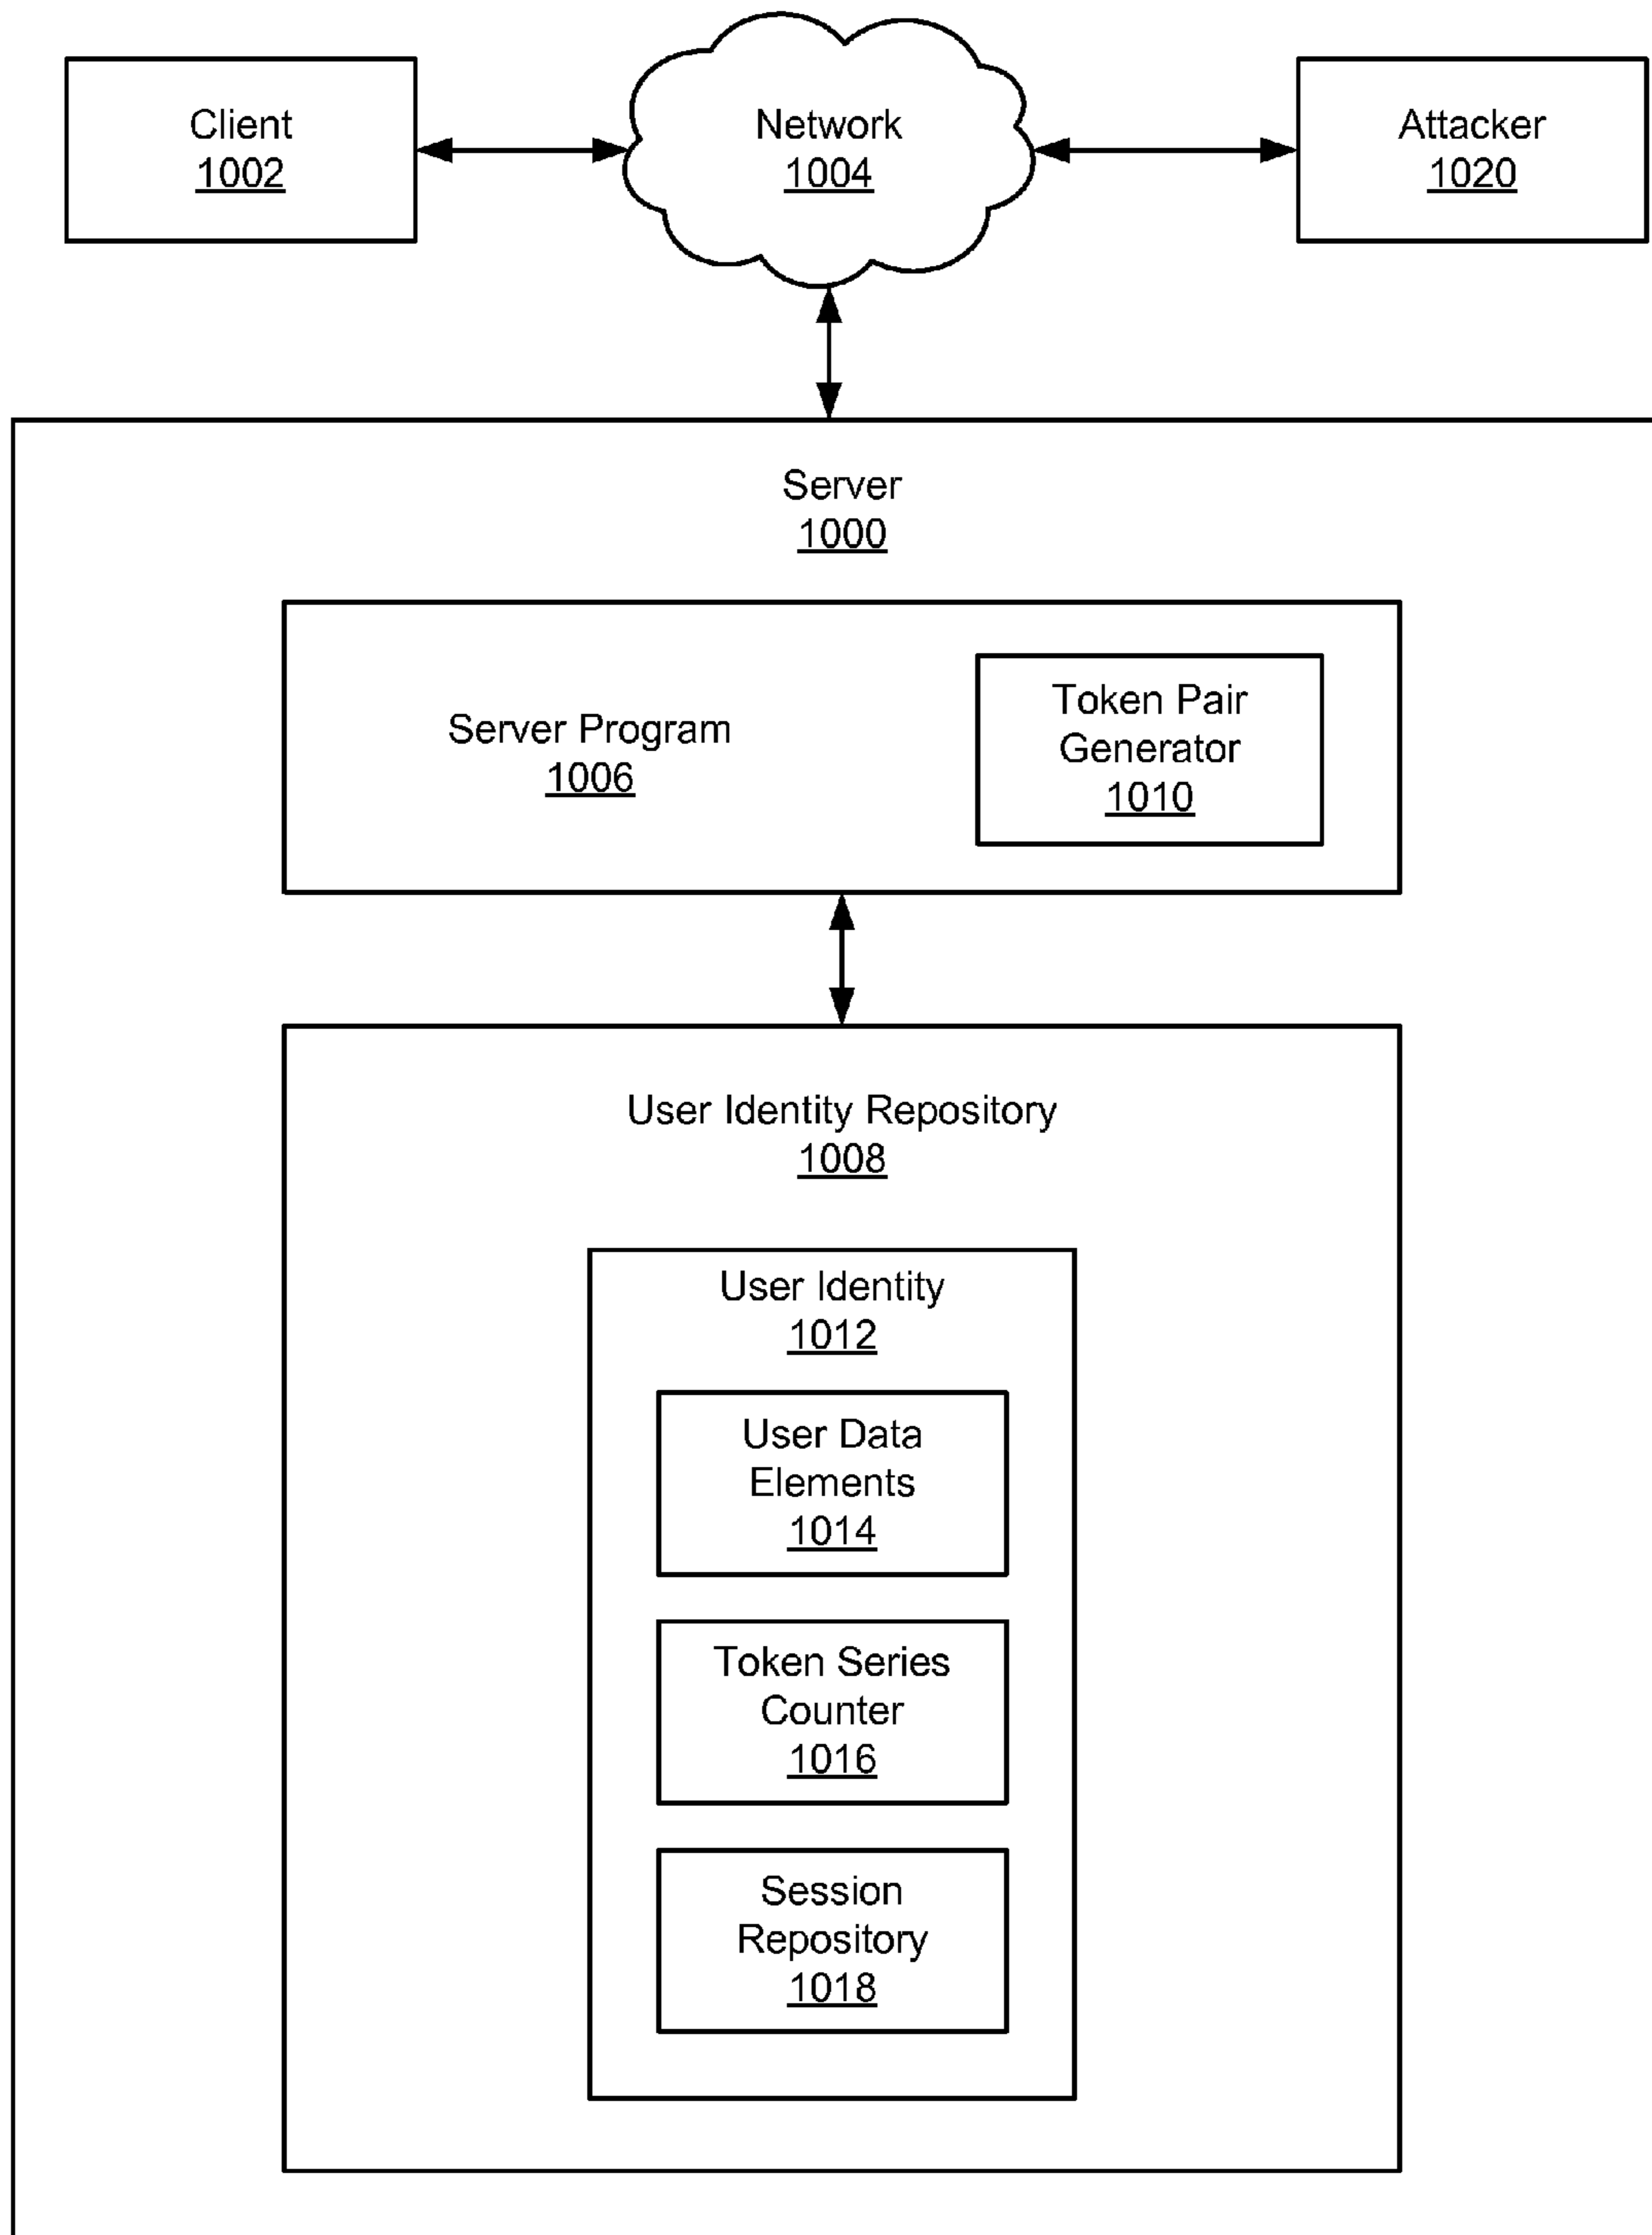 Client
1002
Network
1004
Attacker
1020
Server
1000
Server Program
1006
Token Pair
Generator
1010
User Identity Repository
1008
User Identity
1012
User Data
Elements
1014
Token Series
Counter
1016
Session
Repository
1018